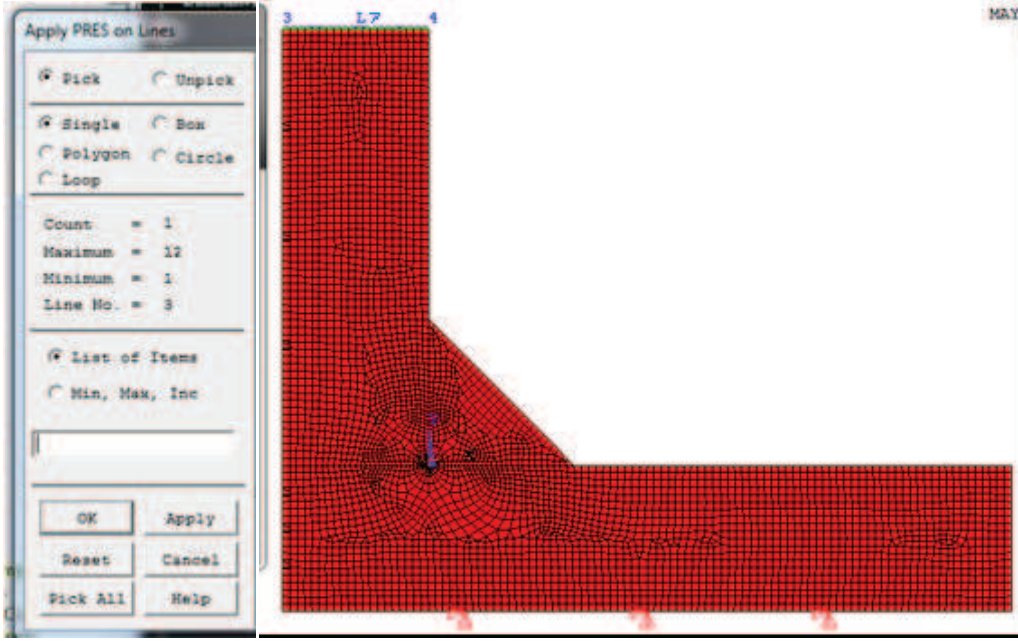 Apply PRES on Lines
Pick Unpick
Single Box
Polygon Circle
Loop
Count = 1
Maximum = 12
Minimum = 1
Line No. = 3
List of Items
Min, Max, Inc
OK Apply
Reset Cancel
Pick All Help
3 L7 4
MAY